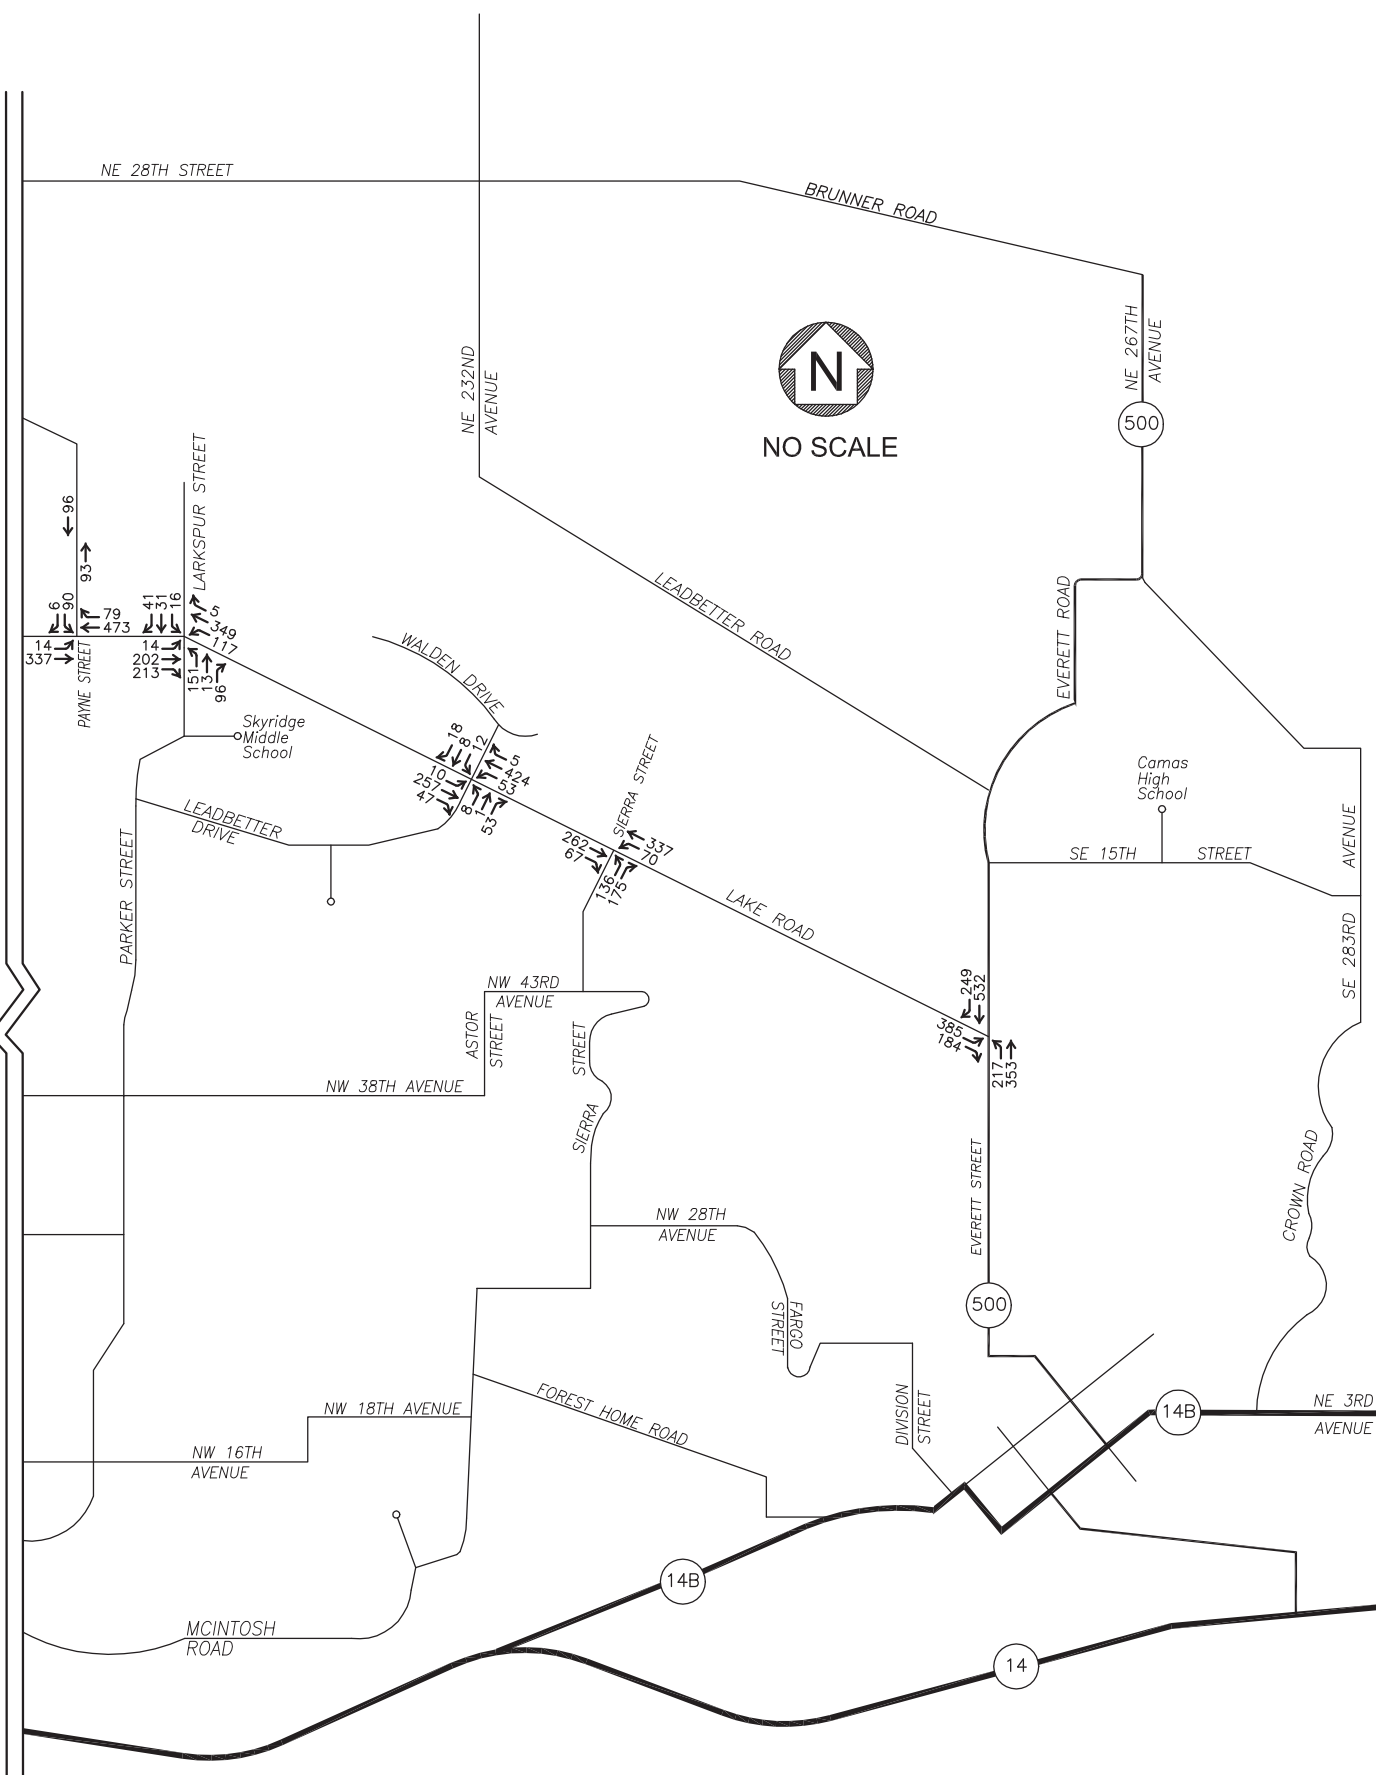 NE 28TH STREET
BRUNNER ROAD
NE 267TH
AVENUE
NE 232ND
AVENUE
N
NO SCALE
500
LARKSPUR STREET
96
93
6
90
79
473
14
337
PAYNE STREET
41
31
16
5
349
117
14
202
213
151
13
96
Skyridge
Middle
School
WALDEN DRIVE
LEADBETTER ROAD
EVERETT ROAD
18
8
12
5
424
53
10
257
47
8
1
53
SIERRA STREET
262
67
337
70
136
175
LEADBETTER
DRIVE
PARKER STREET
LAKE ROAD
Camas
High
School
SE 15TH STREET
AVENUE
SE 283RD
249
532
385
184
217
353
NW 43RD
AVENUE
ASTOR
STREET
STREET
SIERRA
NW 38TH AVENUE
EVERETT STREET
CROWN ROAD
NW 28TH
AVENUE
500
FARGO
STREET
FOREST HOME ROAD
DIVISION
STREET
NW 18TH AVENUE
NW 16TH
AVENUE
14B
NE 3RD
AVENUE
14B
MCINTOSH
ROAD
14